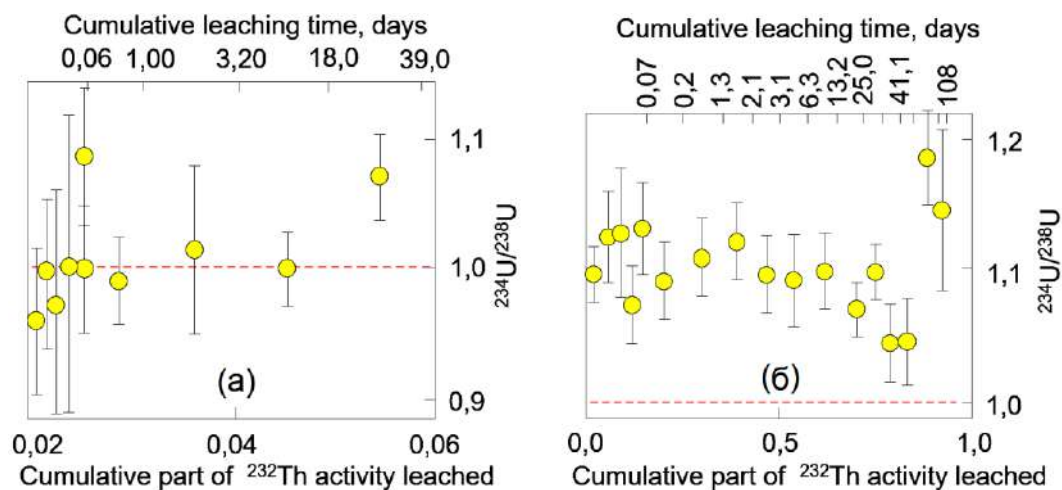 Cumulative leaching time, days
0,06 1,00 3,20 18,0 39,0
1,1
1,0
0,9
²³⁴U/²³⁸U
(а)
0,02 0,04 0,06
Cumulative part of ²³²Th activity leached
Cumulative leaching time, days
0,07 0,2 1,3 2,1 3,1 6,3 13,2 25,0 41,1 108
1,2
1,1
1,0
²³⁴U/²³⁸U
(б)
0,0 0,5 1,0
Cumulative part of ²³²Th activity leached